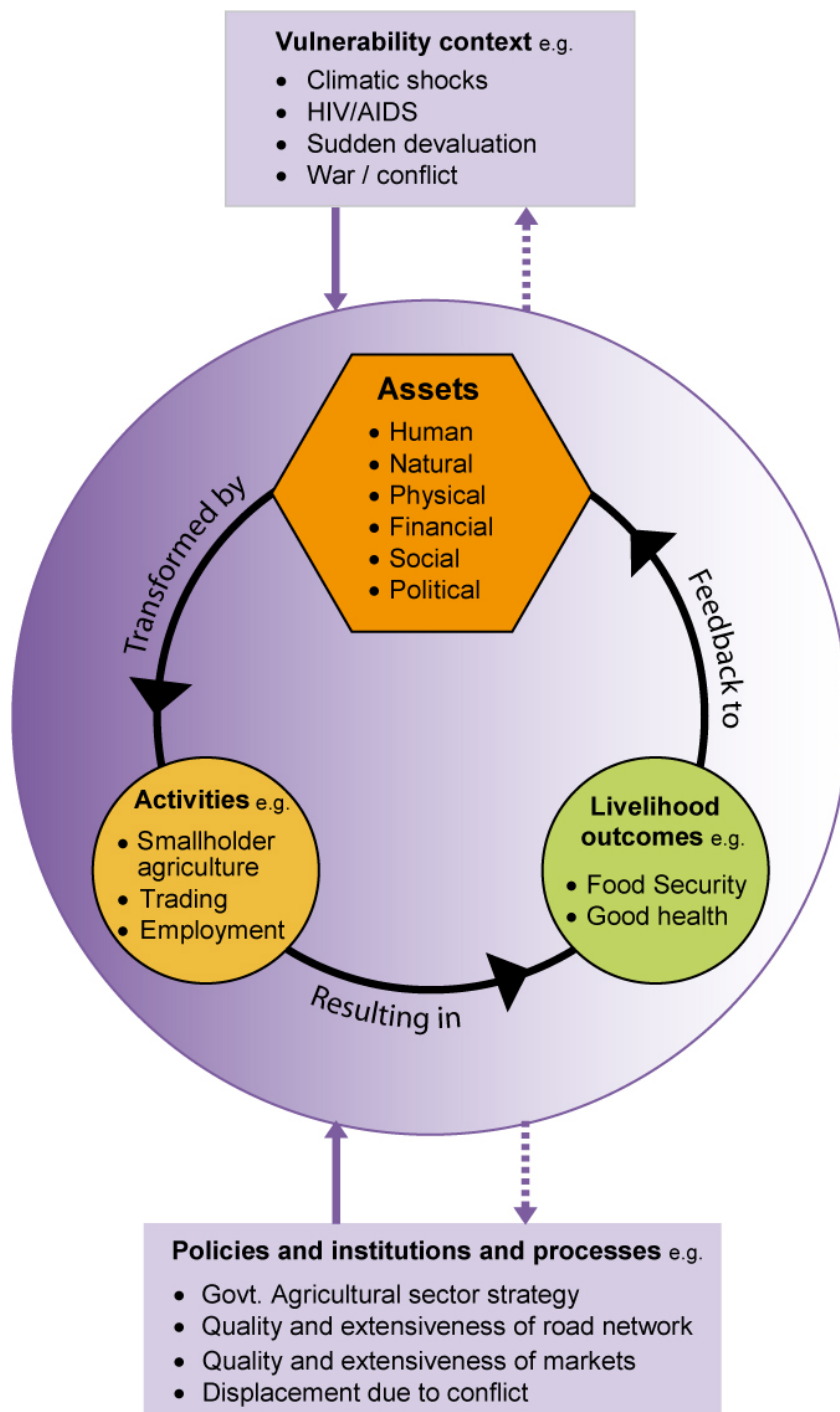 Vulnerability context e.g.
• Climatic shocks
• HIV/AIDS
• Sudden devaluation
• War / conflict
Assets
• Human
• Natural
• Physical
• Financial
• Social
• Political
Transformed by
Feedback to
Activities e.g.
• Smallholder
agriculture
• Trading
• Employment
Livelihood
outcomes e.g.
• Food Security
• Good health
Resulting in
Policies and institutions and processes e.g.
• Govt. Agricultural sector strategy
• Quality and extensiveness of road network
• Quality and extensiveness of markets
• Displacement due to conflict